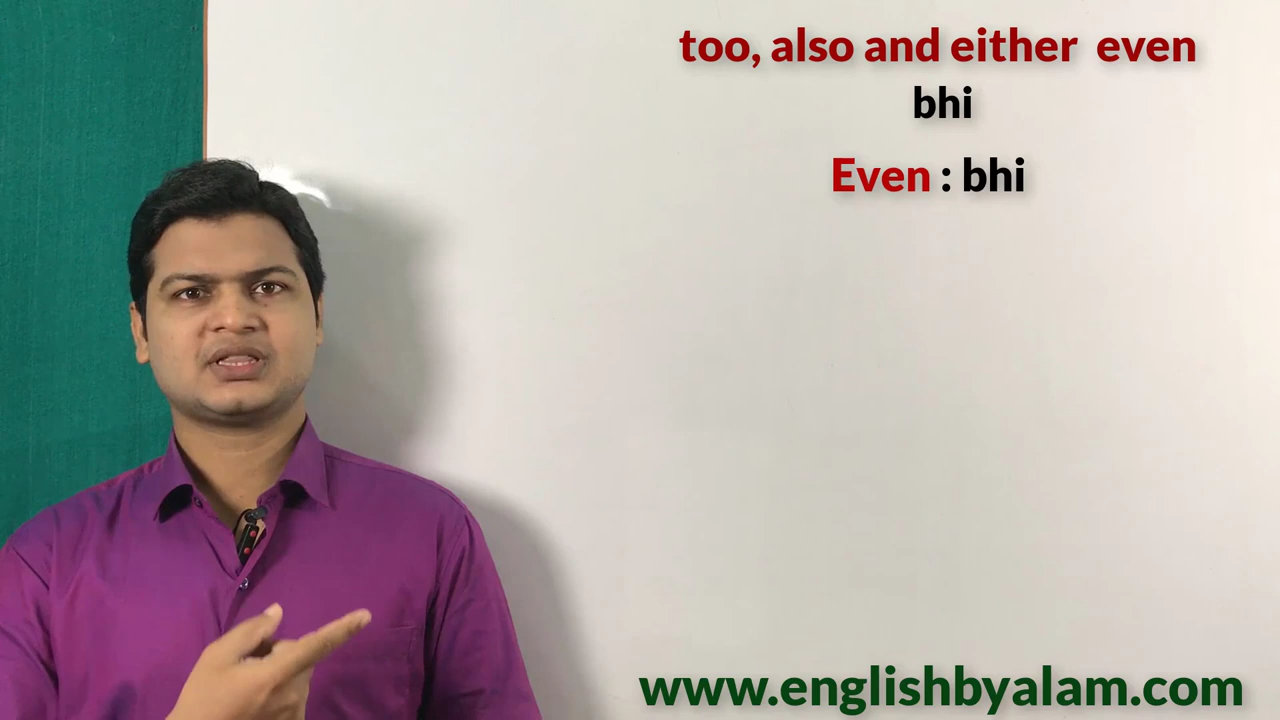 too, also and either even
bhi
Even : bhi
www.englishbyalam.com